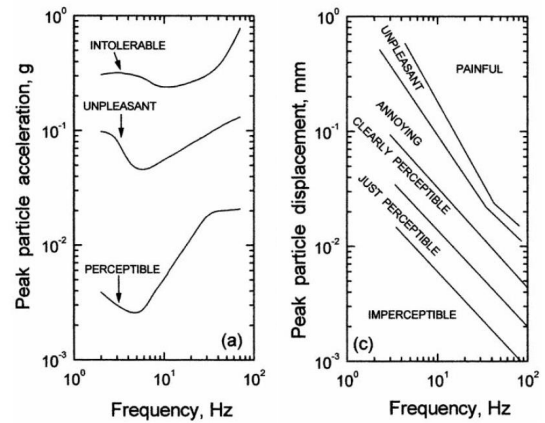 Peak particle acceleration, g
10⁰
10⁻¹
10⁻²
10⁻³
INTOLERABLE
UNPLEASANT
PERCEPTIBLE
(a)
10⁰
10¹
10²
Frequency, Hz
Peak particle displacement, mm
10⁰
10⁻¹
10⁻²
10⁻³
UNPLEASANT
PAINFUL
ANNOYING
CLEARLY PERCEPTIBLE
JUST PERCEPTIBLE
IMPERCEPTIBLE
(c)
10⁰
10¹
10²
Frequency, Hz